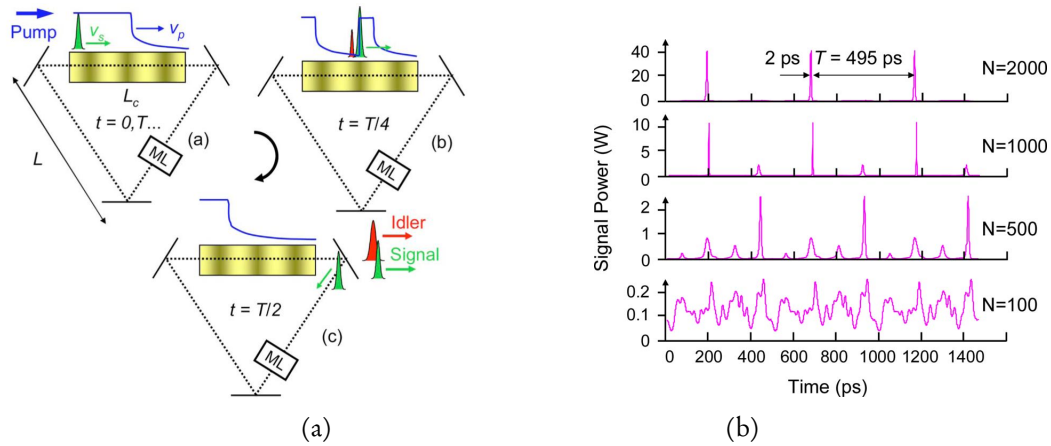 Pump
v_s
v_p
L_c
t = 0,T...
(a)
L
ML
t = T/4
(b)
ML
Idler
Signal
t = T/2
(c)
ML
(a)
Signal Power (W)
40
20
0
2 ps
T = 495 ps
N=2000
10
5
0
N=1000
2
1
0
N=500
0.2
0.1
0
N=100
0 200 400 600 800 1000 1200 1400
Time (ps)
(b)